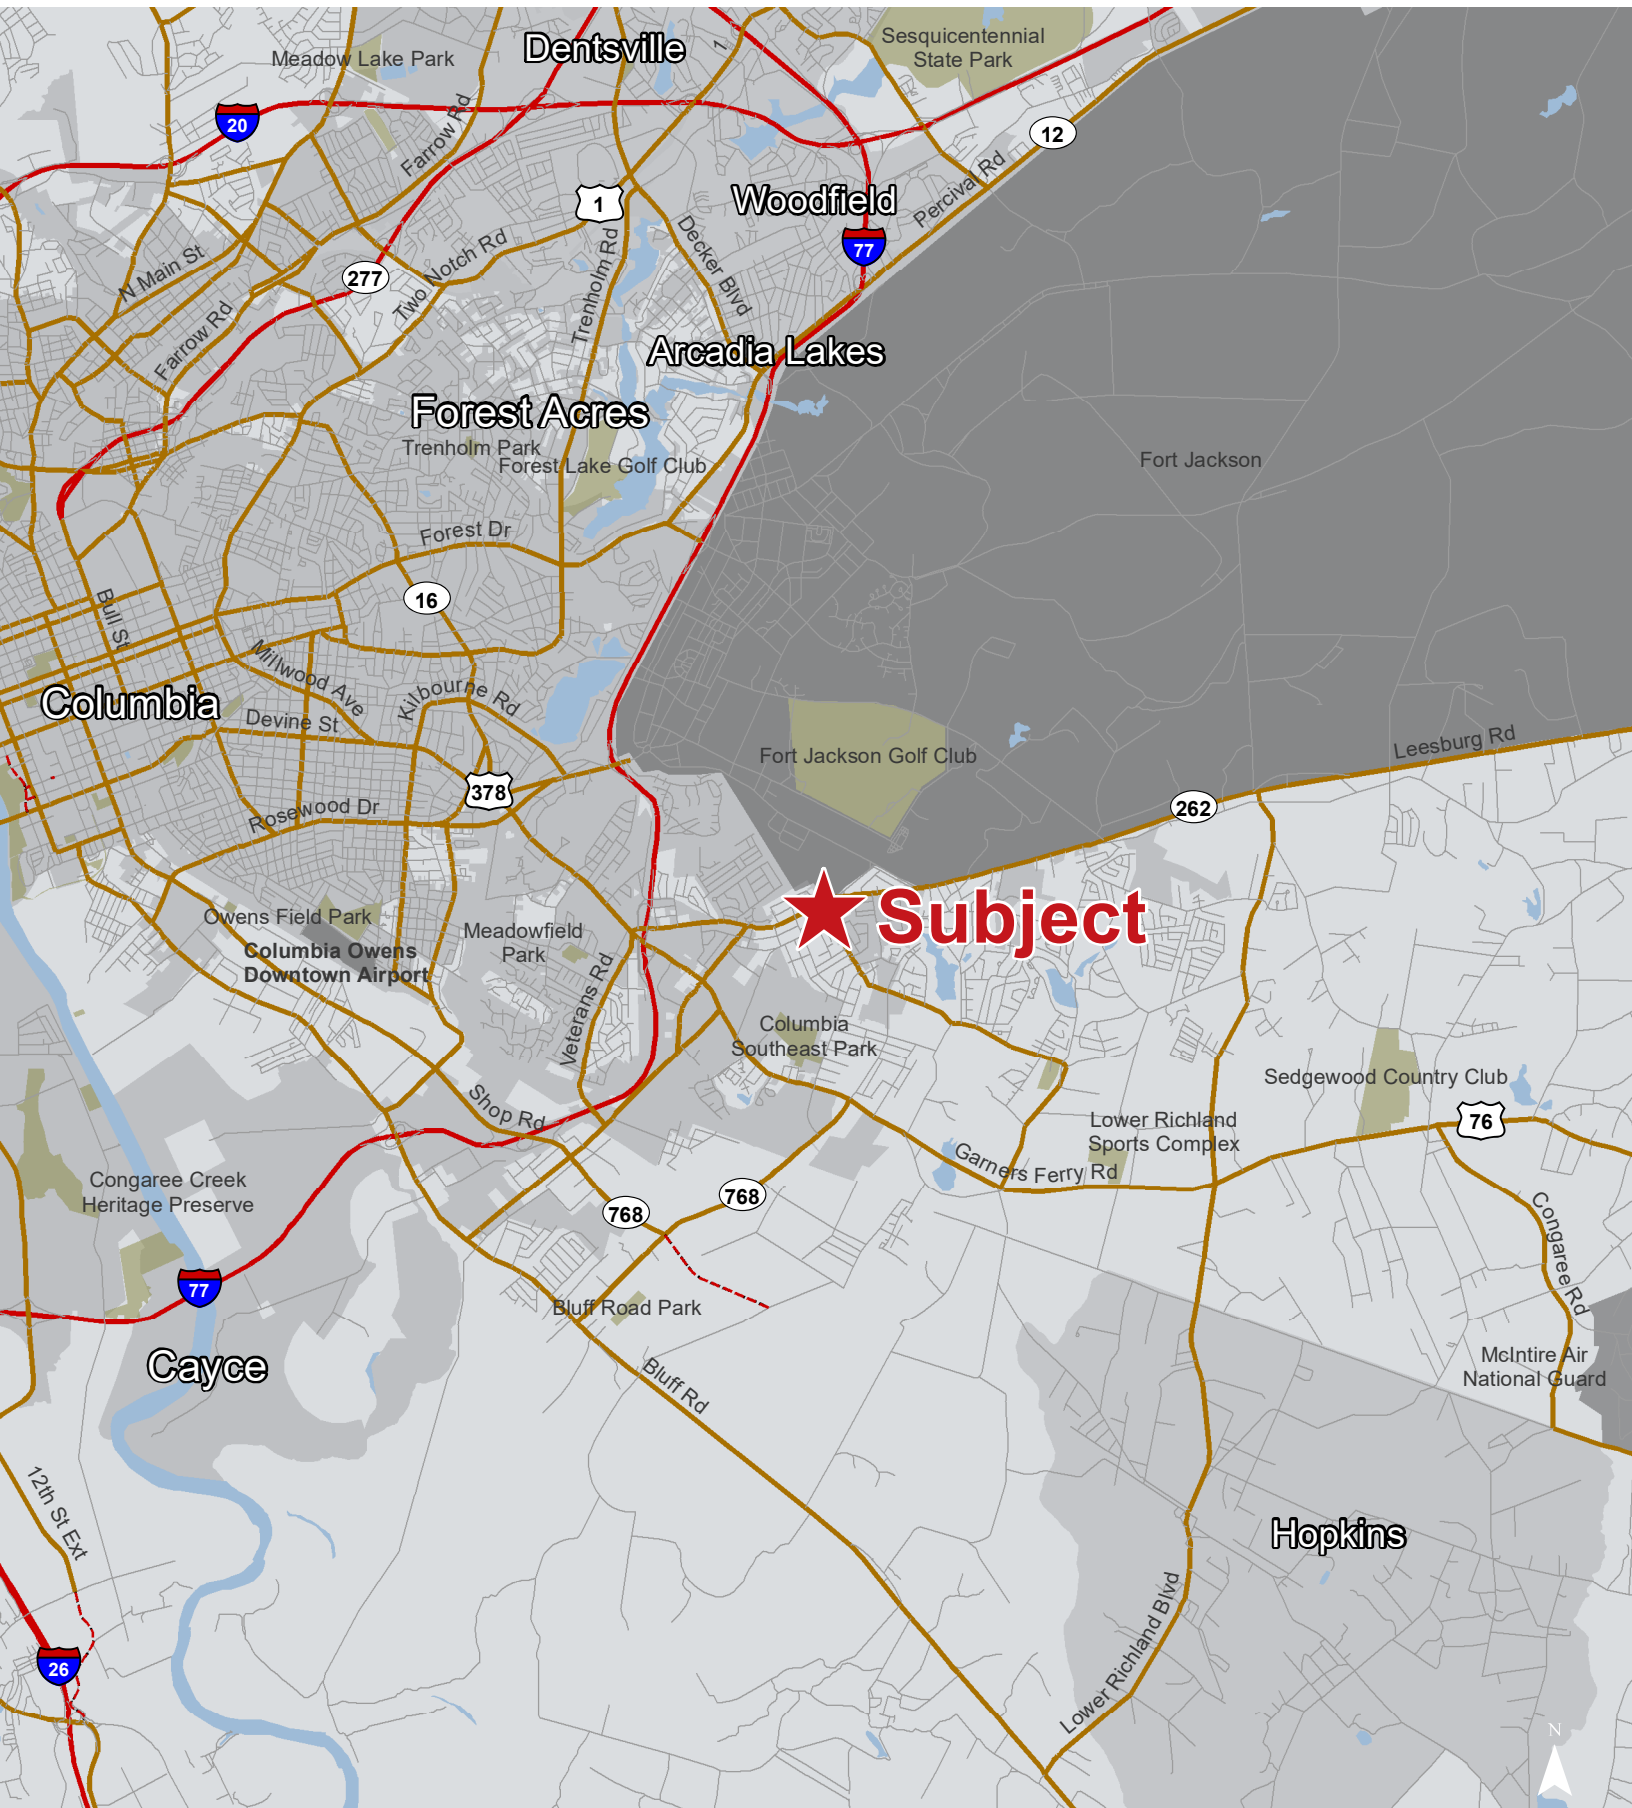 Meadow Lake Park
Dentsville
Sesquicentennial
State Park
1
20
Farrow Rd
12
Woodfield
1
Percival Rd
77
Decker Blvd
Trenholm Rd
Two Notch Rd
N Main St
277
Farrow Rd
Arcadia Lakes
Forest Acres
Trenholm Park
Forest Lake Golf Club
Fort Jackson
Forest Dr
16
Bull St
Millwood Ave
Kilbourne Rd
Columbia
Devine St
Fort Jackson Golf Club
Leesburg Rd
378
262
Rosewood Dr
Subject
Owens Field Park
Columbia Owens
Downtown Airport
Meadowfield
Park
Veterans Rd
Columbia
Southeast Park
Sedgewood Country Club
Shop Rd
Lower Richland
Sports Complex
76
Garners Ferry Rd
Congaree Creek
Heritage Preserve
768
768
Congaree Rd
77
Bluff Road Park
Cayce
Bluff Rd
McIntire Air
National Guard
12th St Ext
Hopkins
Lower Richland Blvd
26
N